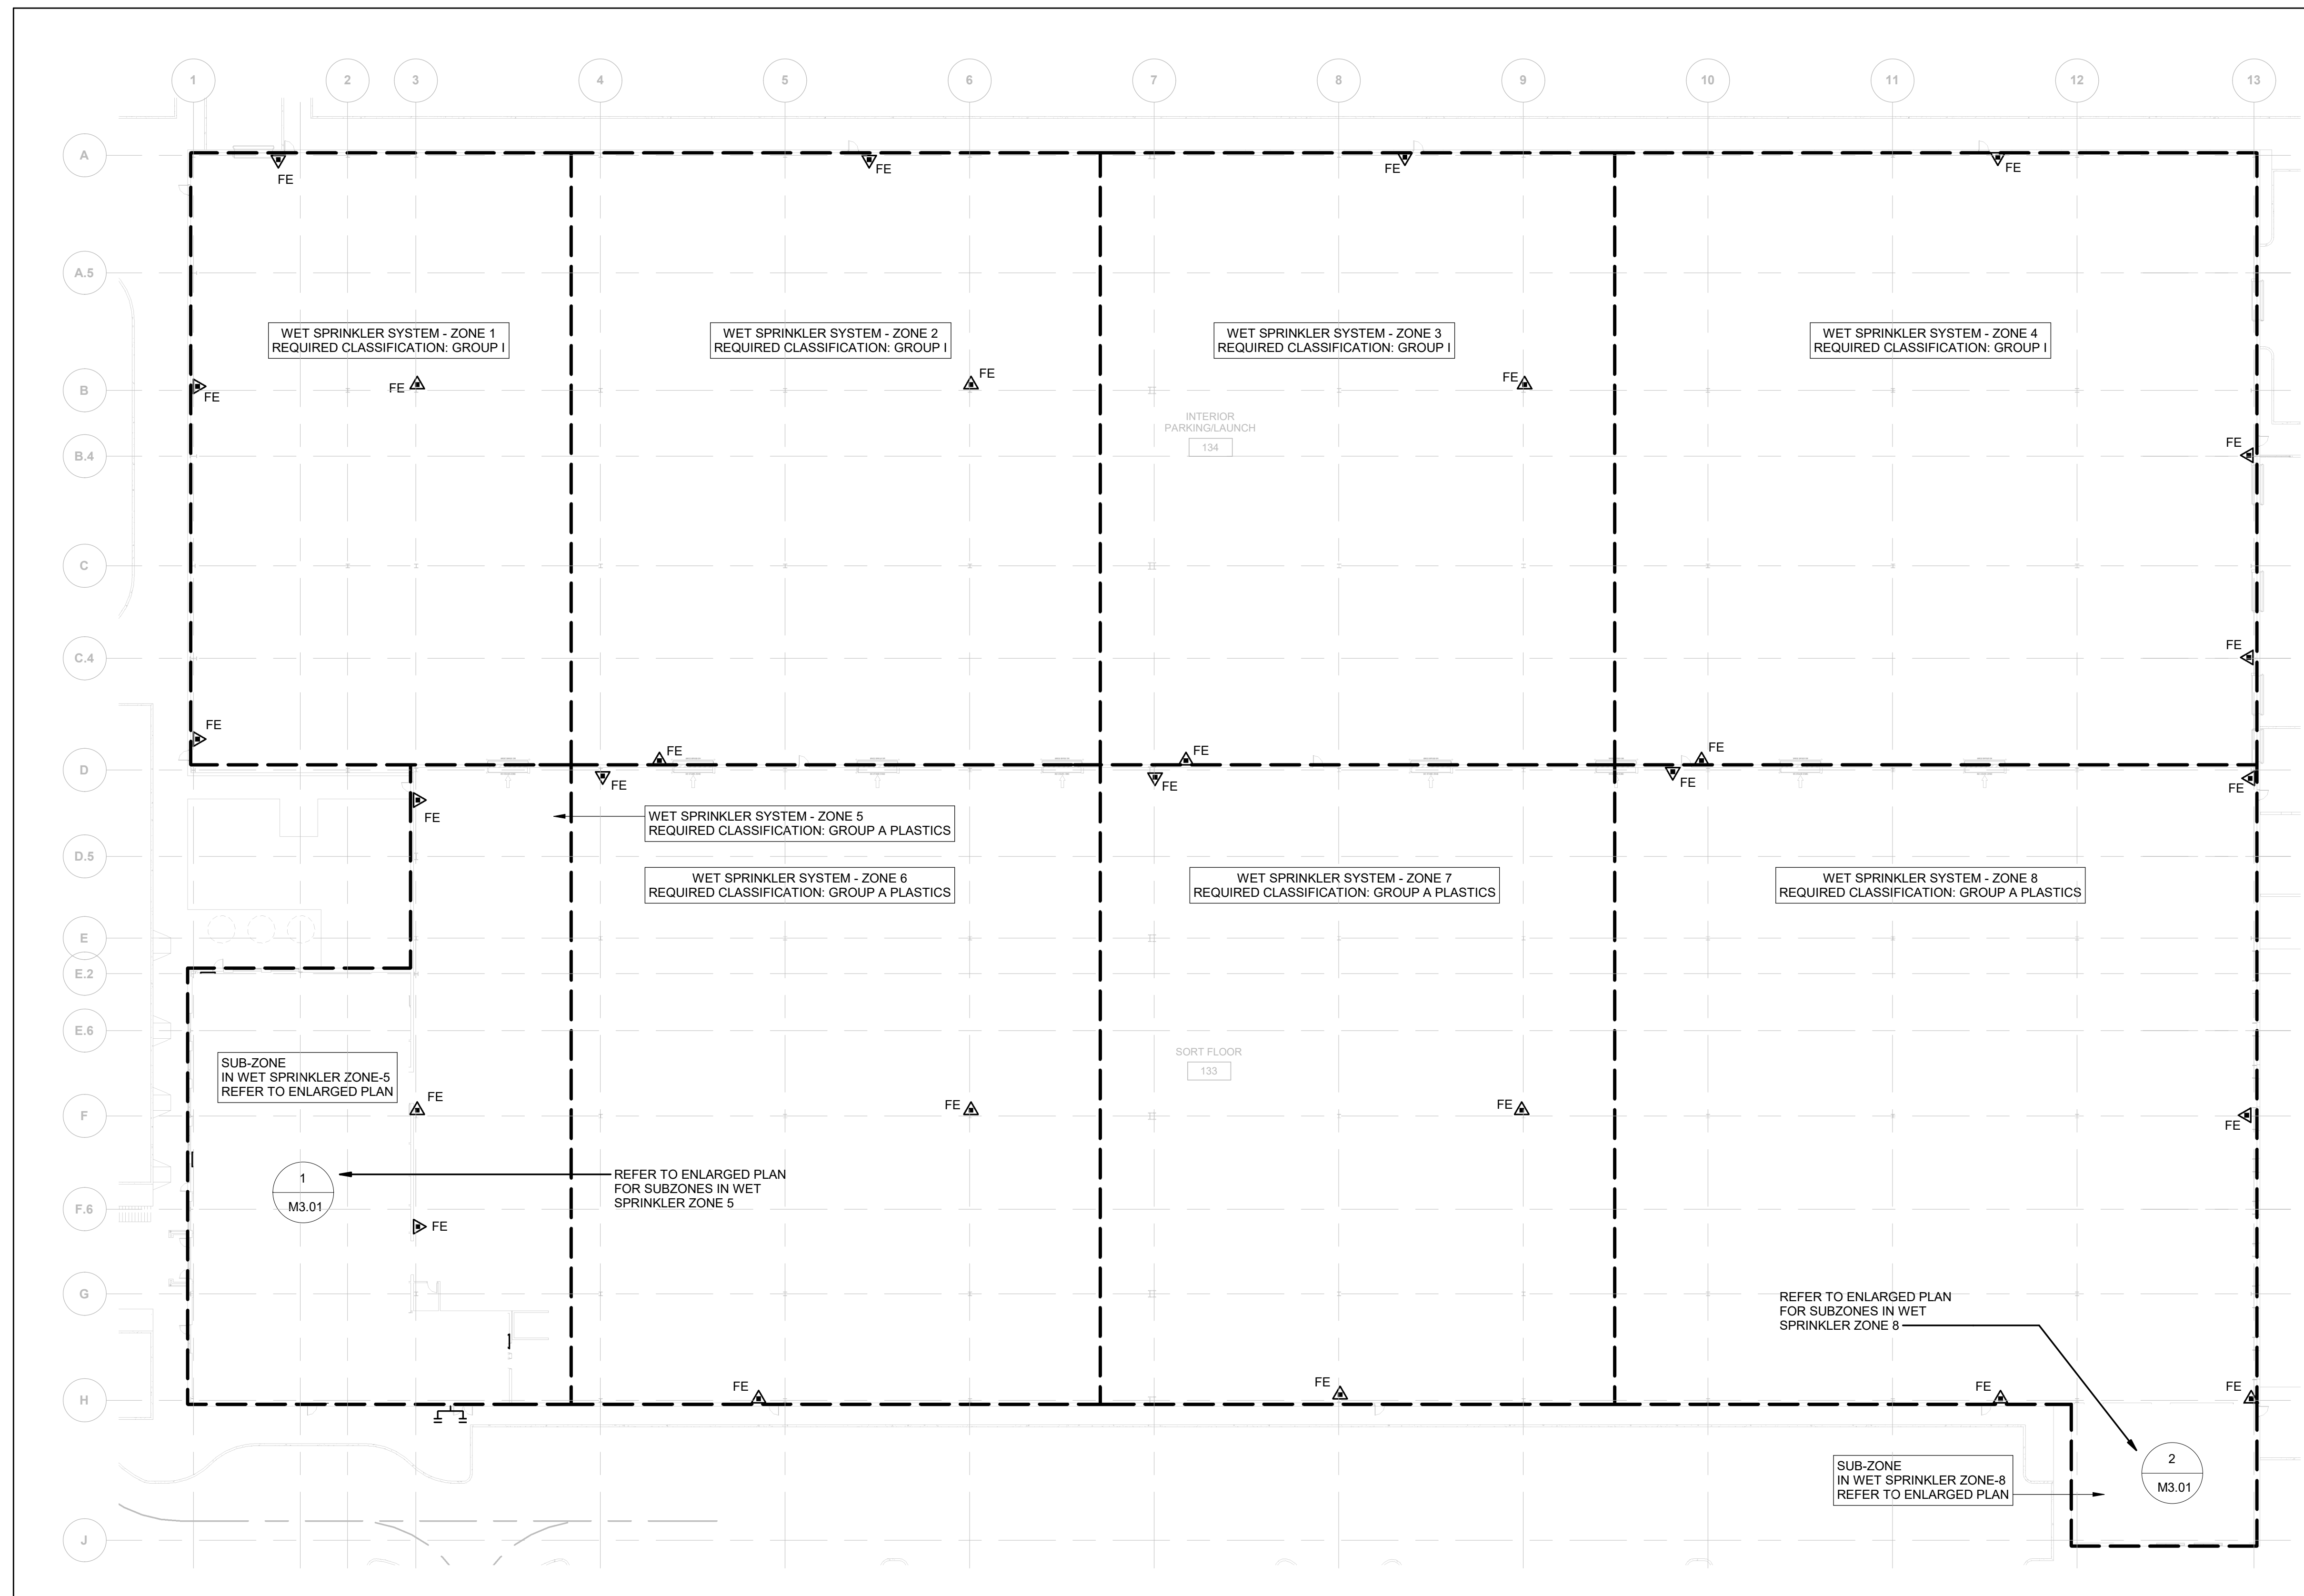 1
2
3
4
5
6
7
8
9
10
11
12
13
A
FE
FE
FE
FE
A.5
WET SPRINKLER SYSTEM - ZONE 1
REQUIRED CLASSIFICATION: GROUP I
WET SPRINKLER SYSTEM - ZONE 2
REQUIRED CLASSIFICATION: GROUP I
WET SPRINKLER SYSTEM - ZONE 3
REQUIRED CLASSIFICATION: GROUP I
WET SPRINKLER SYSTEM - ZONE 4
REQUIRED CLASSIFICATION: GROUP I
B
FE
FE
FE
FE
INTERIOR
PARKING/LAUNCH
134
B.4
FE
C
C.4
FE
FE
D
FE
FE
FE
FE
FE
FE
FE
FE
WET SPRINKLER SYSTEM - ZONE 5
REQUIRED CLASSIFICATION: GROUP A PLASTICS
D.5
WET SPRINKLER SYSTEM - ZONE 6
REQUIRED CLASSIFICATION: GROUP A PLASTICS
WET SPRINKLER SYSTEM - ZONE 7
REQUIRED CLASSIFICATION: GROUP A PLASTICS
WET SPRINKLER SYSTEM - ZONE 8
REQUIRED CLASSIFICATION: GROUP A PLASTICS
E
E.2
E.6
SUB-ZONE
IN WET SPRINKLER ZONE-5
REFER TO ENLARGED PLAN
SORT FLOOR
133
F
FE
FE
FE
FE
1
M3.01
REFER TO ENLARGED PLAN
FOR SUBZONES IN WET
SPRINKLER ZONE 5
F.6
FE
G
REFER TO ENLARGED PLAN
FOR SUBZONES IN WET
SPRINKLER ZONE 8
H
FE
FE
FE
FE
SUB-ZONE
IN WET SPRINKLER ZONE-8
REFER TO ENLARGED PLAN
2
M3.01
J